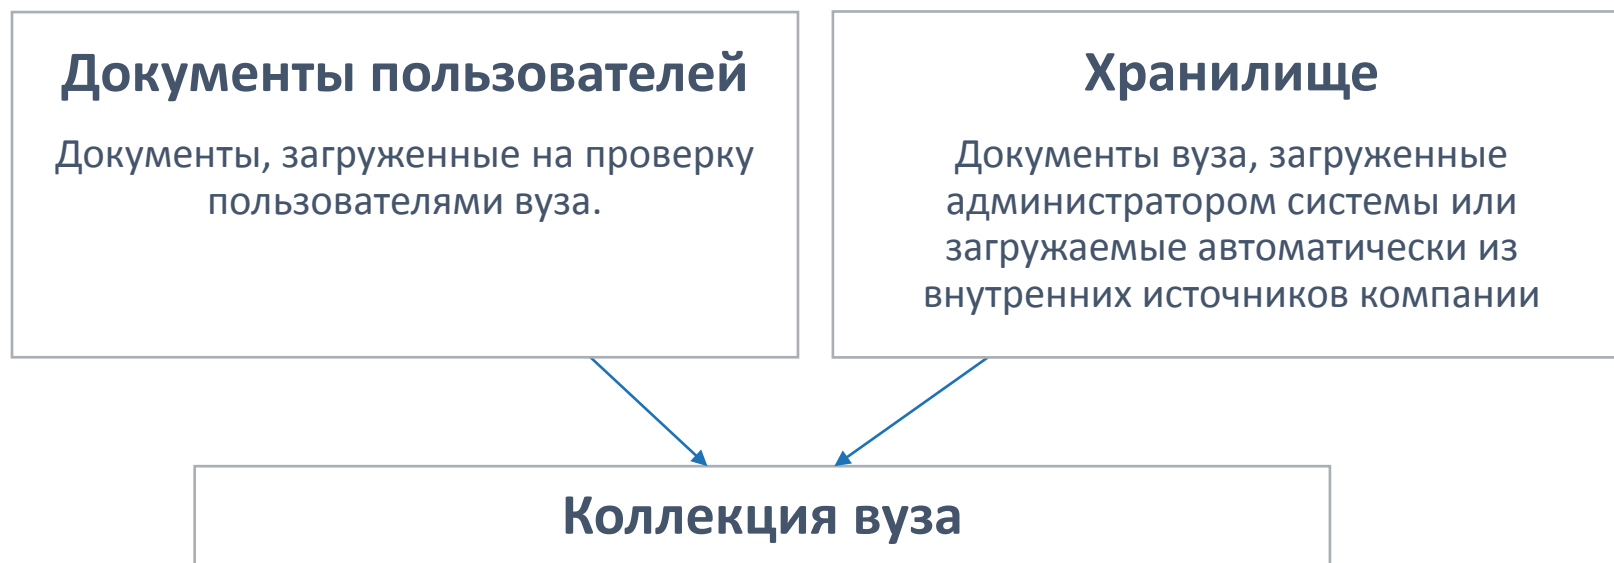 Документы пользователей
Документы, загруженные на проверку
пользователями вуза.
Хранилище
Документы вуза, загруженные
администратором системы или
загружаемые автоматически из
внутренних источников компании
Коллекция вуза